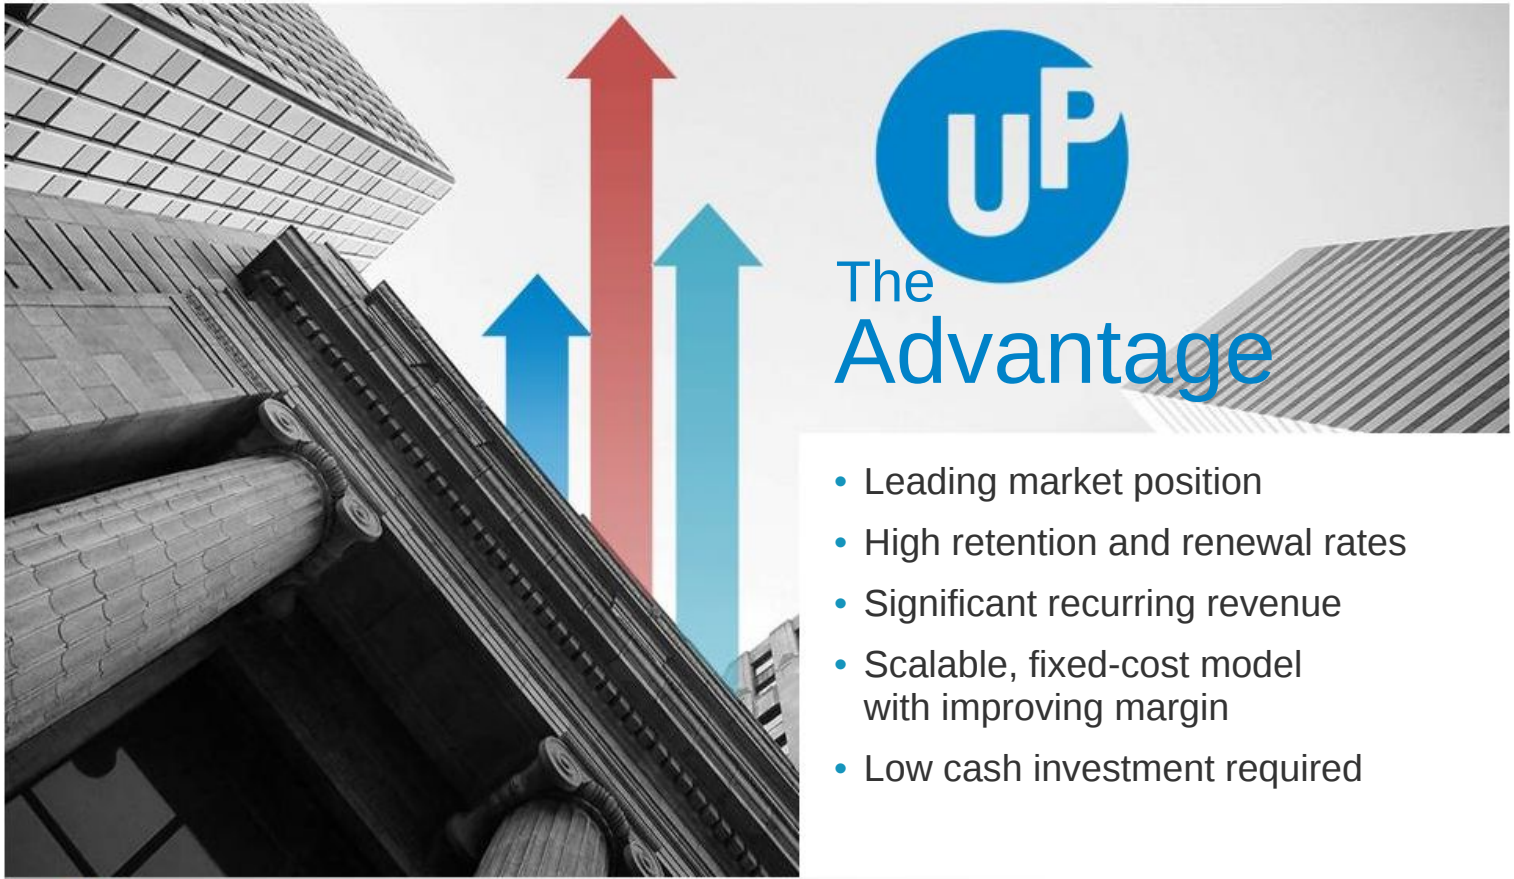 UP
The
Advantage
• Leading market position
• High retention and renewal rates
• Significant recurring revenue
• Scalable, fixed-cost model
with improving margin
• Low cash investment required